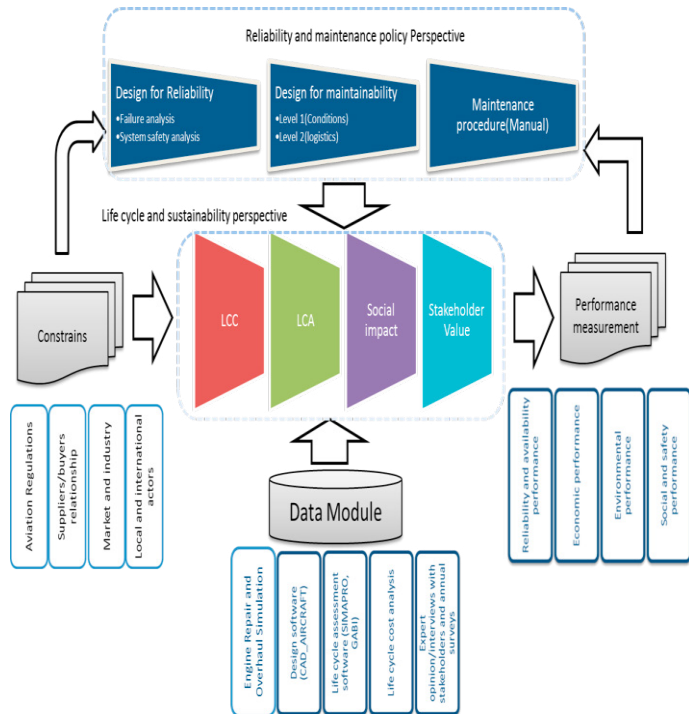 Reliability and maintenance policy Perspective
Design for Reliability
•Failure analysis
•System safety analysis
Design for maintainability
•Level 1(Conditions)
•Level 2(logistics)
Maintenance
procedure(Manual)
Life cycle and sustainability perspective
Constrains
LCC
LCA
Social
impact
Stakeholder
Value
Performance
measurement
Aviation Regulations
Suppliers/buyers
relationship
Market and industry
Local and international
actors
Data Module
Reliability and availability
performance
Economic performance
Environmental
performance
Social and safety
performance
Engine Repair and
Overhaul Simulation
Design software
(CAD_AIRCRAFT)
Life cycle assessment
software (SIMAPRO,
GABI)
Life cycle cost analysis
Expert
opinion/interviews with
stakeholders and annual
surveys